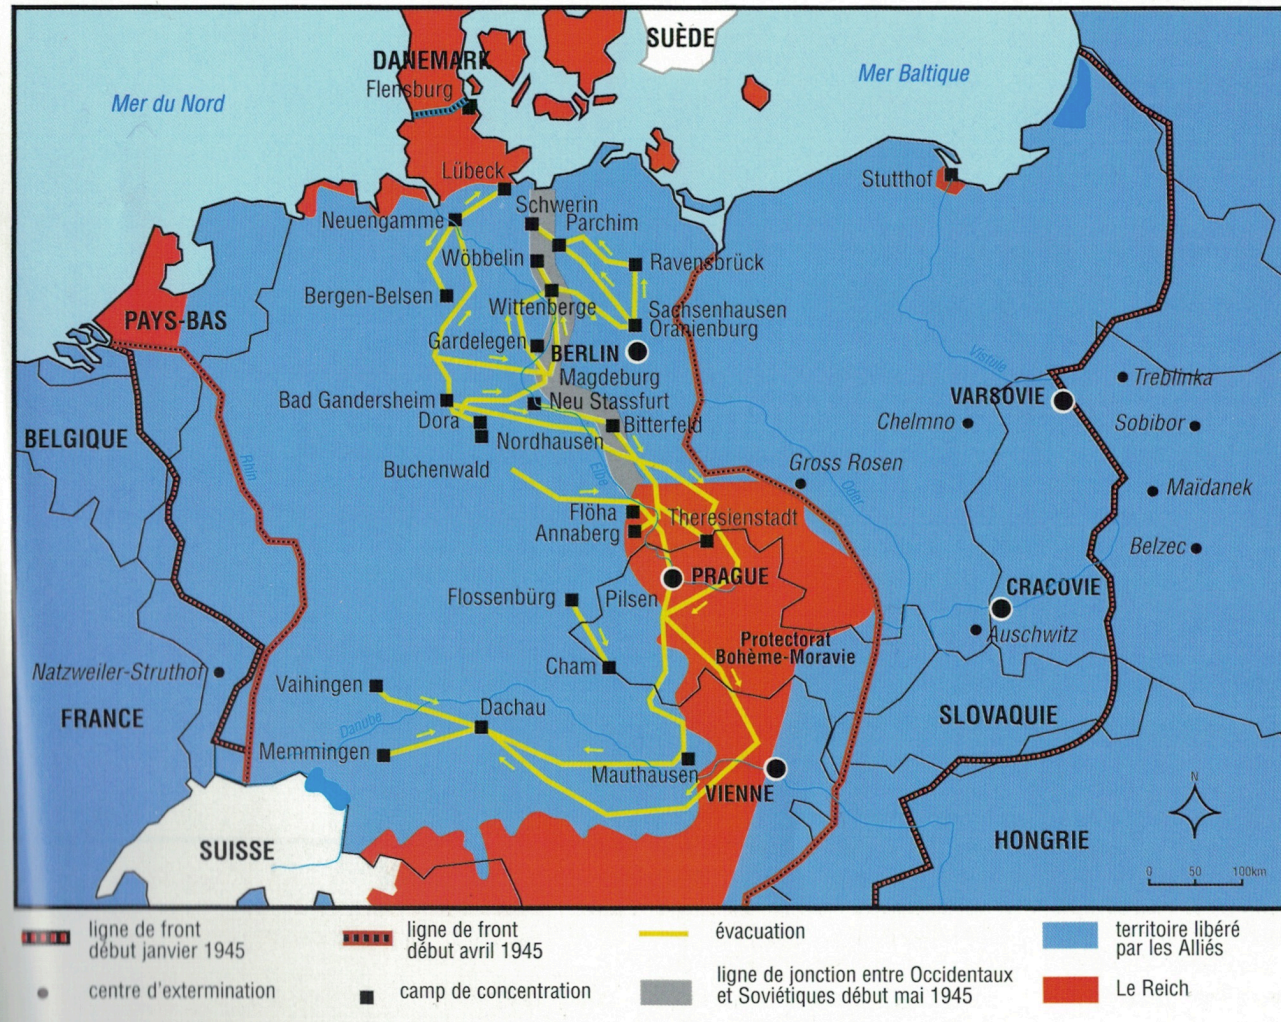 SUÈDE
DANEMARK
Flensburg
Mer du Nord
Mer Baltique
Lübeck
Stutthof
Schwerin
Neuengamme
Parchim
Wöbbelin
Ravensbrück
Bergen-Belsen
Wittenberge
Sachsenhausen
Oranienburg
PAYS-BAS
Gardelegen
BERLIN
Vistule
Magdeburg
Treblinka
VARSOVIE
Bad Gandersheim
Neu Stassfurt
Dora
Bitterfeld
Chelmno
Sobibor
BELGIQUE
Nordhausen
Rhin
Buchenwald
Elbe
Gross Rosen
Oder
Maïdanek
Flöha
Theresienstadt
Annaberg
Belzec
PRAGUE
CRACOVIE
Flossenbürg
Pilsen
Auschwitz
Protectorat
Bohème-Moravie
Natzweiler-Struthof
Cham
Vaihingen
FRANCE
Dachau
SLOVAQUIE
Danube
Memmingen
Mauthausen
VIENNE
N
SUISSE
HONGRIE
0 50 100km
ligne de front
début janvier 1945
ligne de front
début avril 1945
évacuation
territoire libéré
par les Alliés
centre d'extermination
camp de concentration
ligne de jonction entre Occidentaux
et Soviétiques début mai 1945
Le Reich